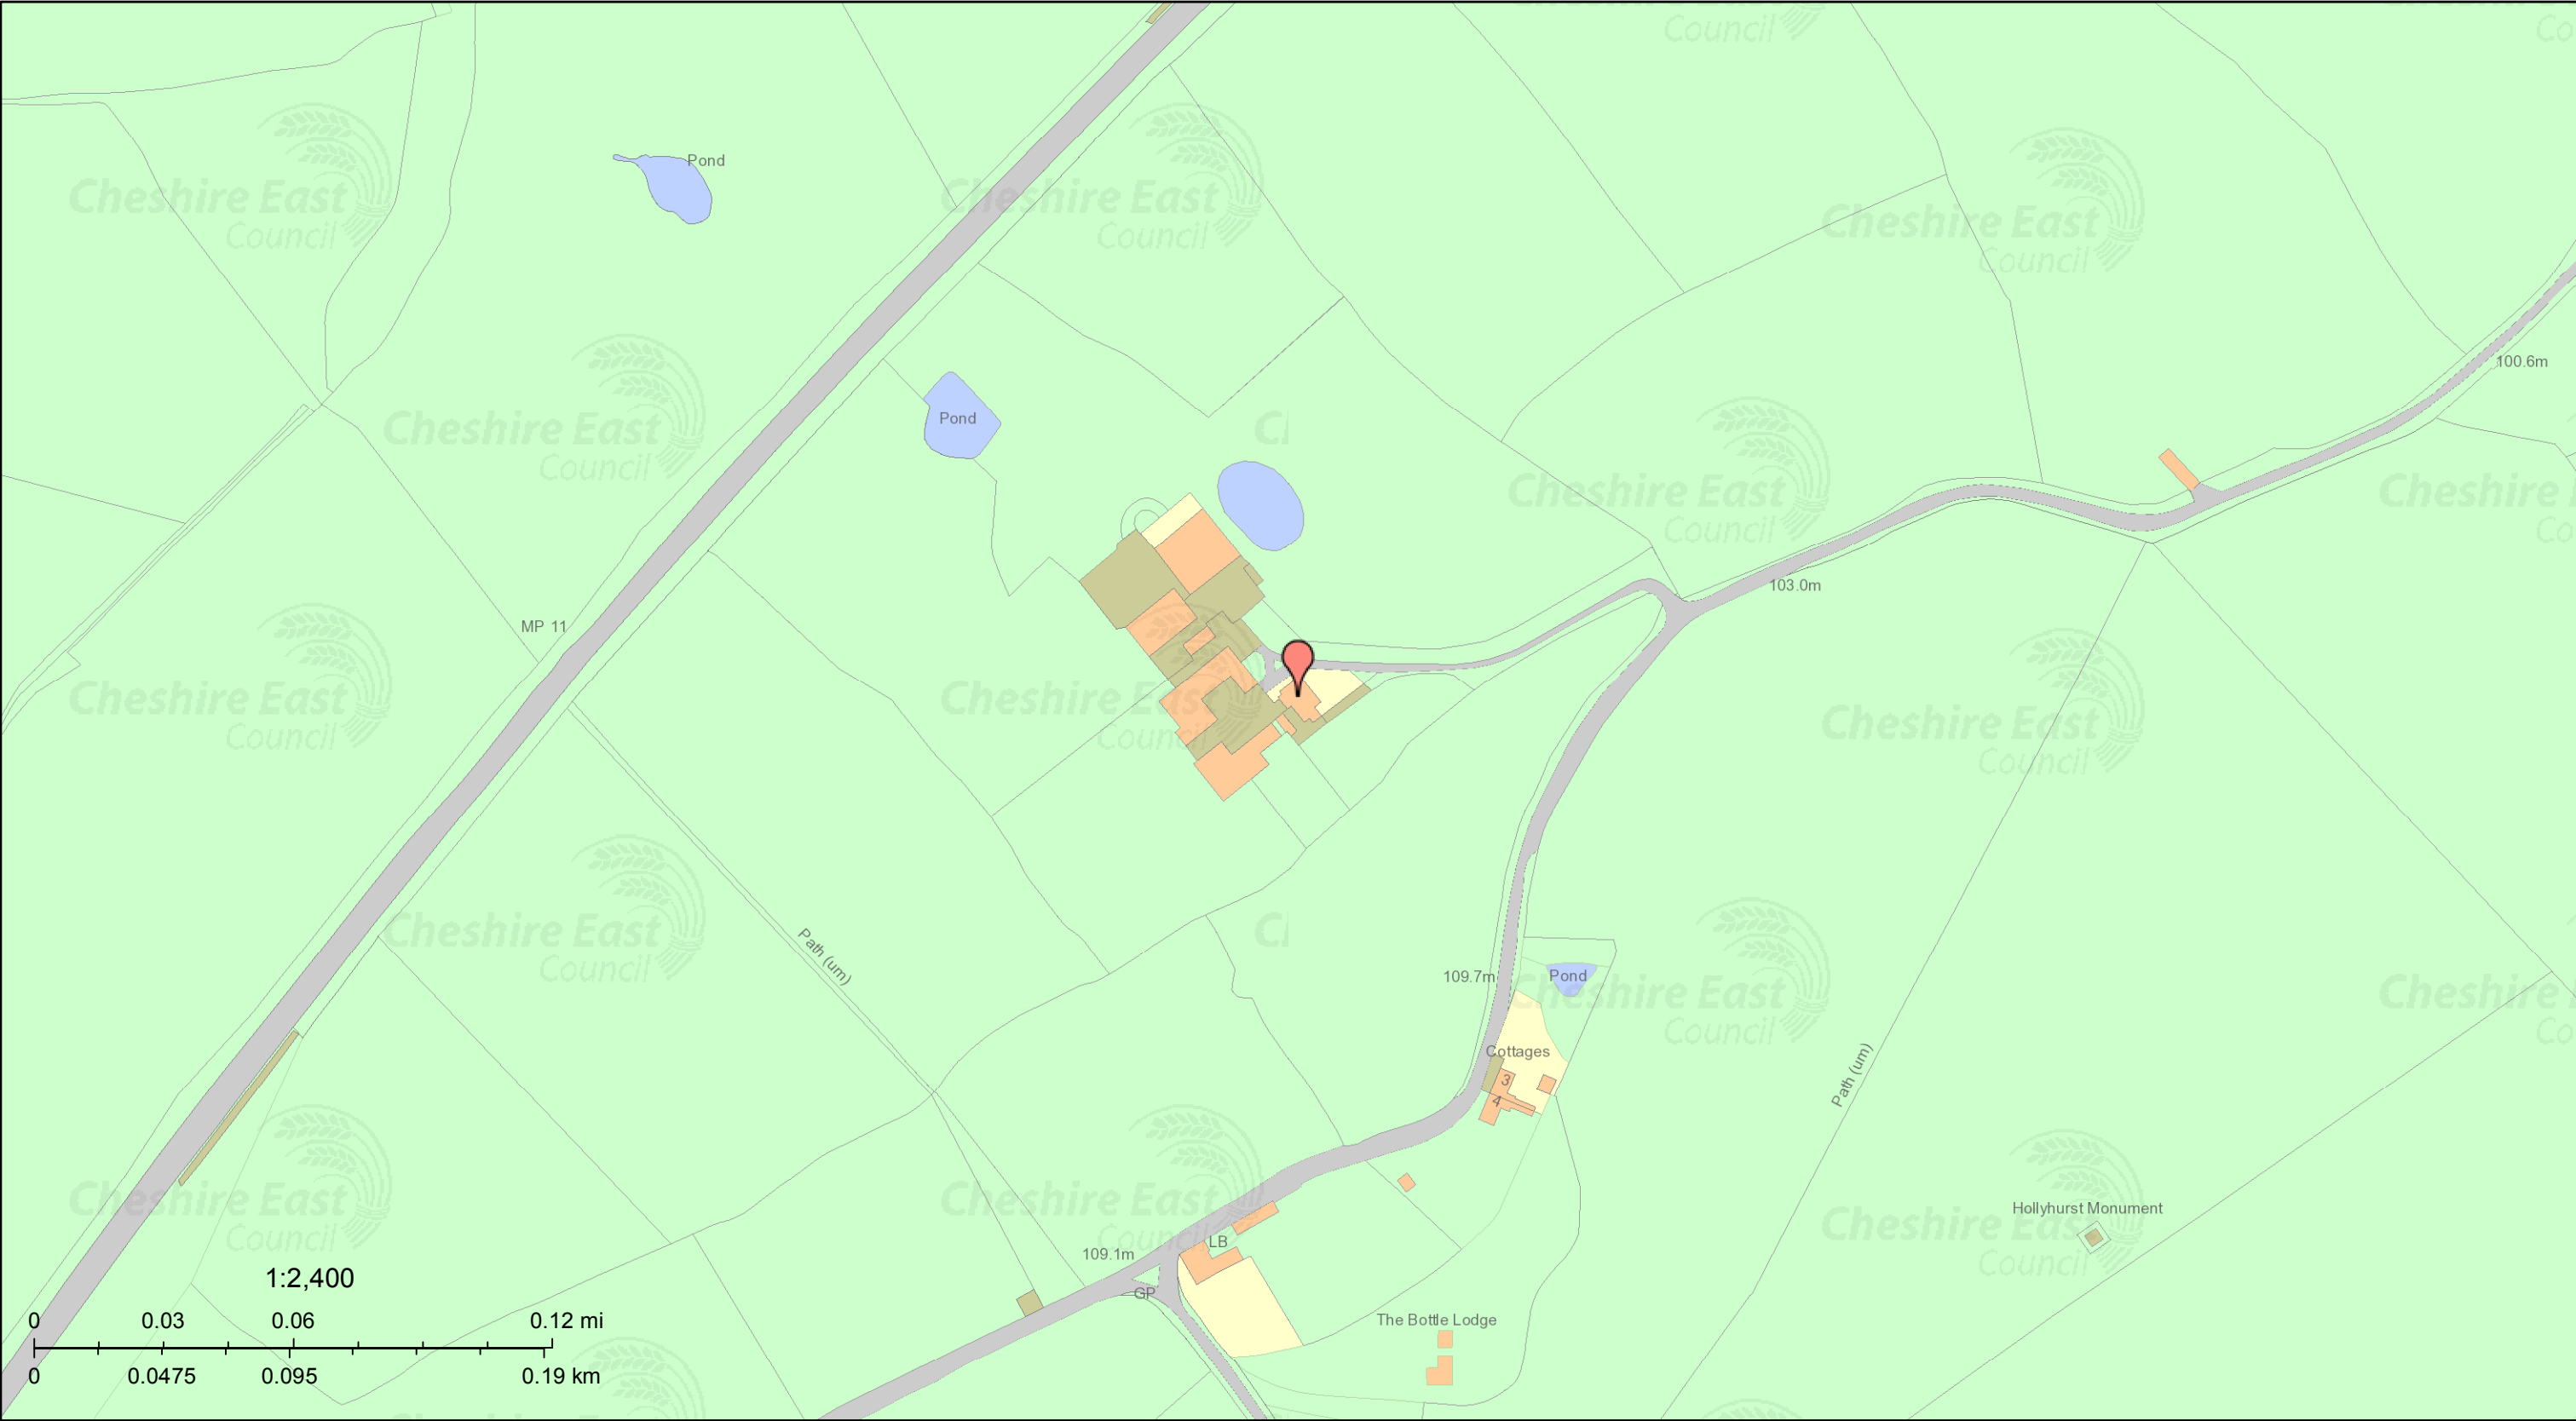 Cheshire East
Council
Pond
100.6m
Pond
103.0m
MP 11
Path (um)
109.7m
Pond
Cottages
3
4
Path (um)
Hollyhurst Monument
LB
109.1m
GP
The Bottle Lodge
1:2,400
0 0.03 0.06 0.12 mi
0 0.0475 0.095 0.19 km